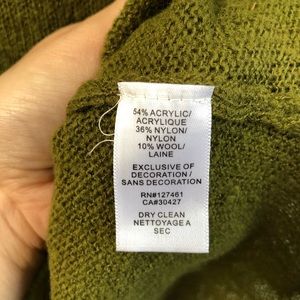 54% ACRYLIC/
ACRYLIQUE
36% NYLON/
NYLON
10% WOOL/
LAINE
EXCLUSIVE OF
DECORATION /
SANS DECORATION
RN#127461
CA#30427
DRY CLEAN
NETTOYAGE A
SEC